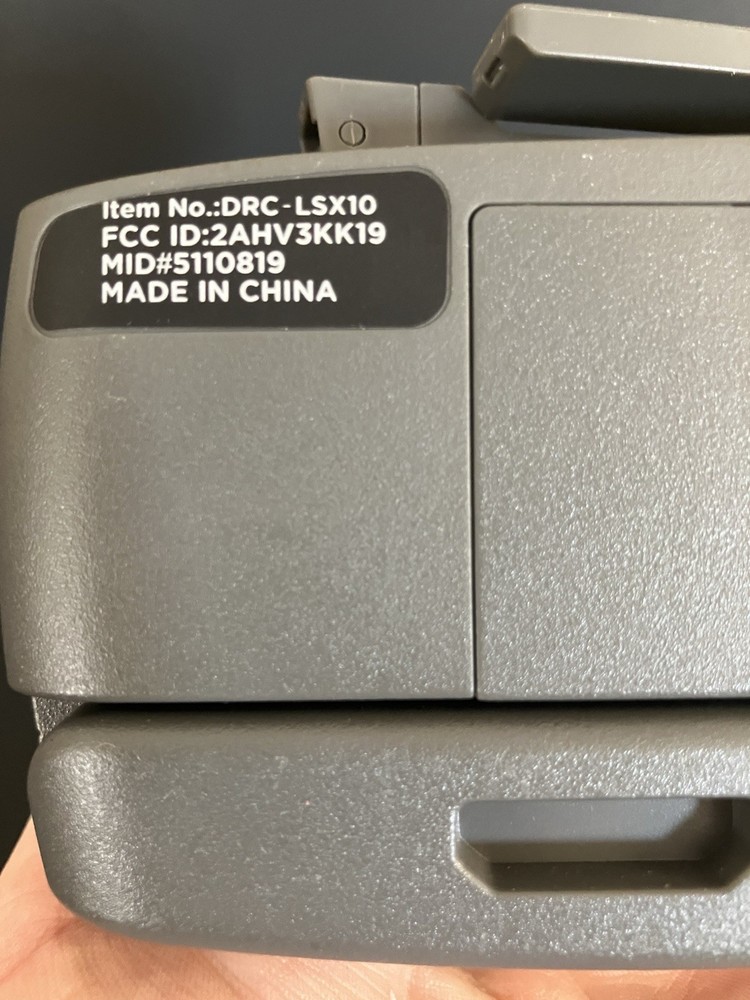 Item No.:DRC-LSX10
FCC ID:2AHV3KK19
MID#5110819
MADE IN CHINA